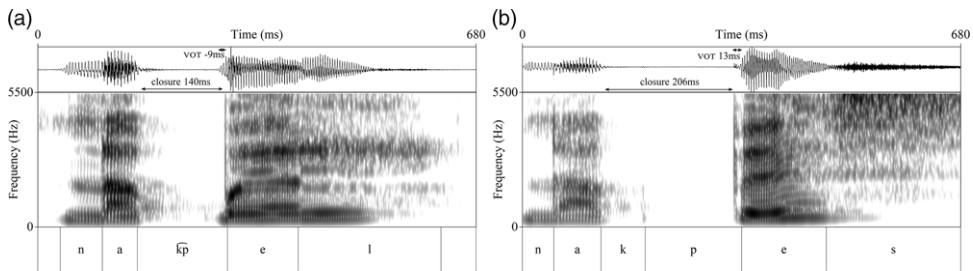 (a)
0 Time (ms) 680
VOT -9ms
closure 140ms
5500
Frequency (Hz)
0
n a k͡p e l
(b)
0 Time (ms) 680
VOT 13ms
closure 206ms
5500
Frequency (Hz)
0
n a k p e s